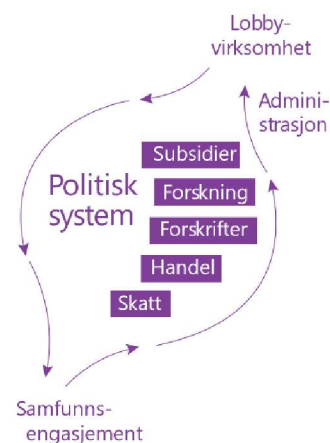 Lobby-
virksomhet
Admini-
strasjon
Subsidier
Politisk
system
Forskning
Forskrifter
Handel
Skatt
Samfunns-
engasjement